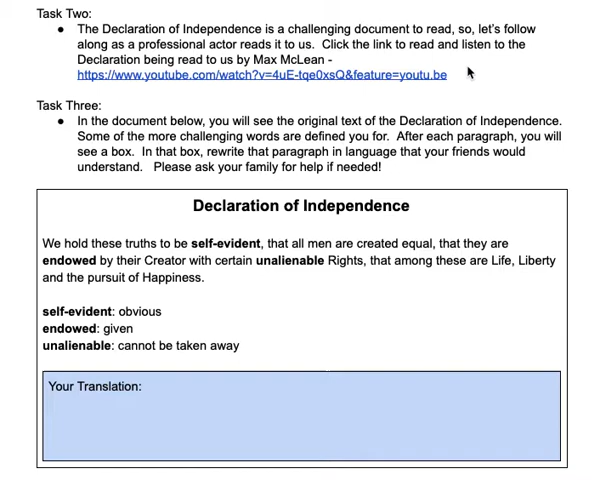 Task Two:
● The Declaration of Independence is a challenging document to read, so, let's follow
along as a professional actor reads it to us. Click the link to read and listen to the
Declaration being read to us by Max McLean -
https://www.youtube.com/watch?v=4uE-tqe0xsQ&feature=youtu.be
Task Three:
● In the document below, you will see the original text of the Declaration of Independence.
Some of the more challenging words are defined you for. After each paragraph, you will
see a box. In that box, rewrite that paragraph in language that your friends would
understand. Please ask your family for help if needed!
Declaration of Independence
We hold these truths to be self-evident, that all men are created equal, that they are
endowed by their Creator with certain unalienable Rights, that among these are Life, Liberty
and the pursuit of Happiness.
self-evident: obvious
endowed: given
unalienable: cannot be taken away
Your Translation: